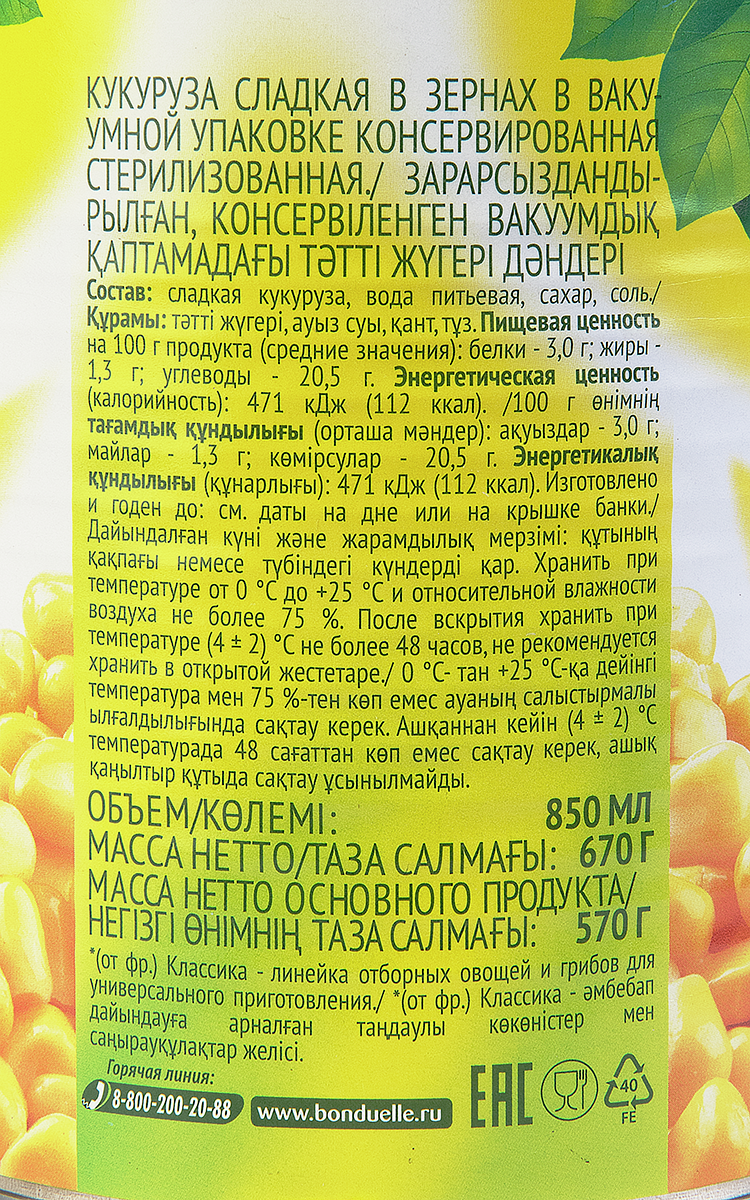 КУКУРУЗА СЛАДКАЯ В ЗЕРНАХ В ВАКУ-
УМНОЙ УПАКОВКЕ КОНСЕРВИРОВАННАЯ
СТЕРИЛИЗОВАННАЯ./ ЗАРАРСЫЗДАНДЫ-
РЫЛҒАН, КОНСЕРВІЛЕНГЕН ВАКУУМДЫҚ
ҚАПТАМАДАҒЫ ТӘТТІ ЖҮГЕРІ ДӘНДЕРІ
Состав: сладкая кукуруза, вода питьевая, сахар, соль./
Құрамы: тәтті жүгері, ауыз суы, қант, тұз. Пищевая ценность
на 100 г продукта (средние значения): белки - 3,0 г; жиры -
1,3 г; углеводы - 20,5 г. Энергетическая ценность
(калорийность): 471 кДж (112 ккал). /100 г өнімнің
тағамдық құндылығы (орташа мәндер): ақуыздар - 3,0 г;
майлар - 1,3 г; көмірсулар - 20,5 г. Энергетикалық
құндылығы (құнарлығы): 471 кДж (112 ккал). Изготовлено
и годен до: см. даты на дне или на крышке банки./
Дайындалған күні және жарамдылық мерзімі: құтының
қақпағы немесе түбіндегі күндерді қар. Хранить при
температуре от 0 °С до +25 °С и относительной влажности
воздуха не более 75 %. После вскрытия хранить при
температуре (4 ± 2) °С не более 48 часов, не рекомендуется
хранить в открытой жестетаре./ 0 °С- тан +25 °С-қа дейінгі
температура мен 75 %-тен көп емес ауаның салыстырмалы
ылғалдылығында сақтау керек. Ашқаннан кейін (4 ± 2) °С
температурада 48 сағаттан көп емес сақтау керек, ашық
қаңылтыр құтыда сақтау ұсынылмайды.
ОБЪЕМ/КӨЛЕМІ: 850 МЛ
МАССА НЕТТО/ТАЗА САЛМАҒЫ: 670 Г
МАССА НЕТТО ОСНОВНОГО ПРОДУКТА/
НЕГІЗГІ ӨНІМНІҢ ТАЗА САЛМАҒЫ: 570 Г
*(от фр.) Классика - линейка отборных овощей и грибов для
универсального приготовления./ *(от фр.) Классика - әмбебап
дайындауға арналған таңдаулы көкөністер мен
саңырауқұлақтар желісі.
Горячая линия:
8-800-200-20-88 www.bonduelle.ru EAC 40
FE